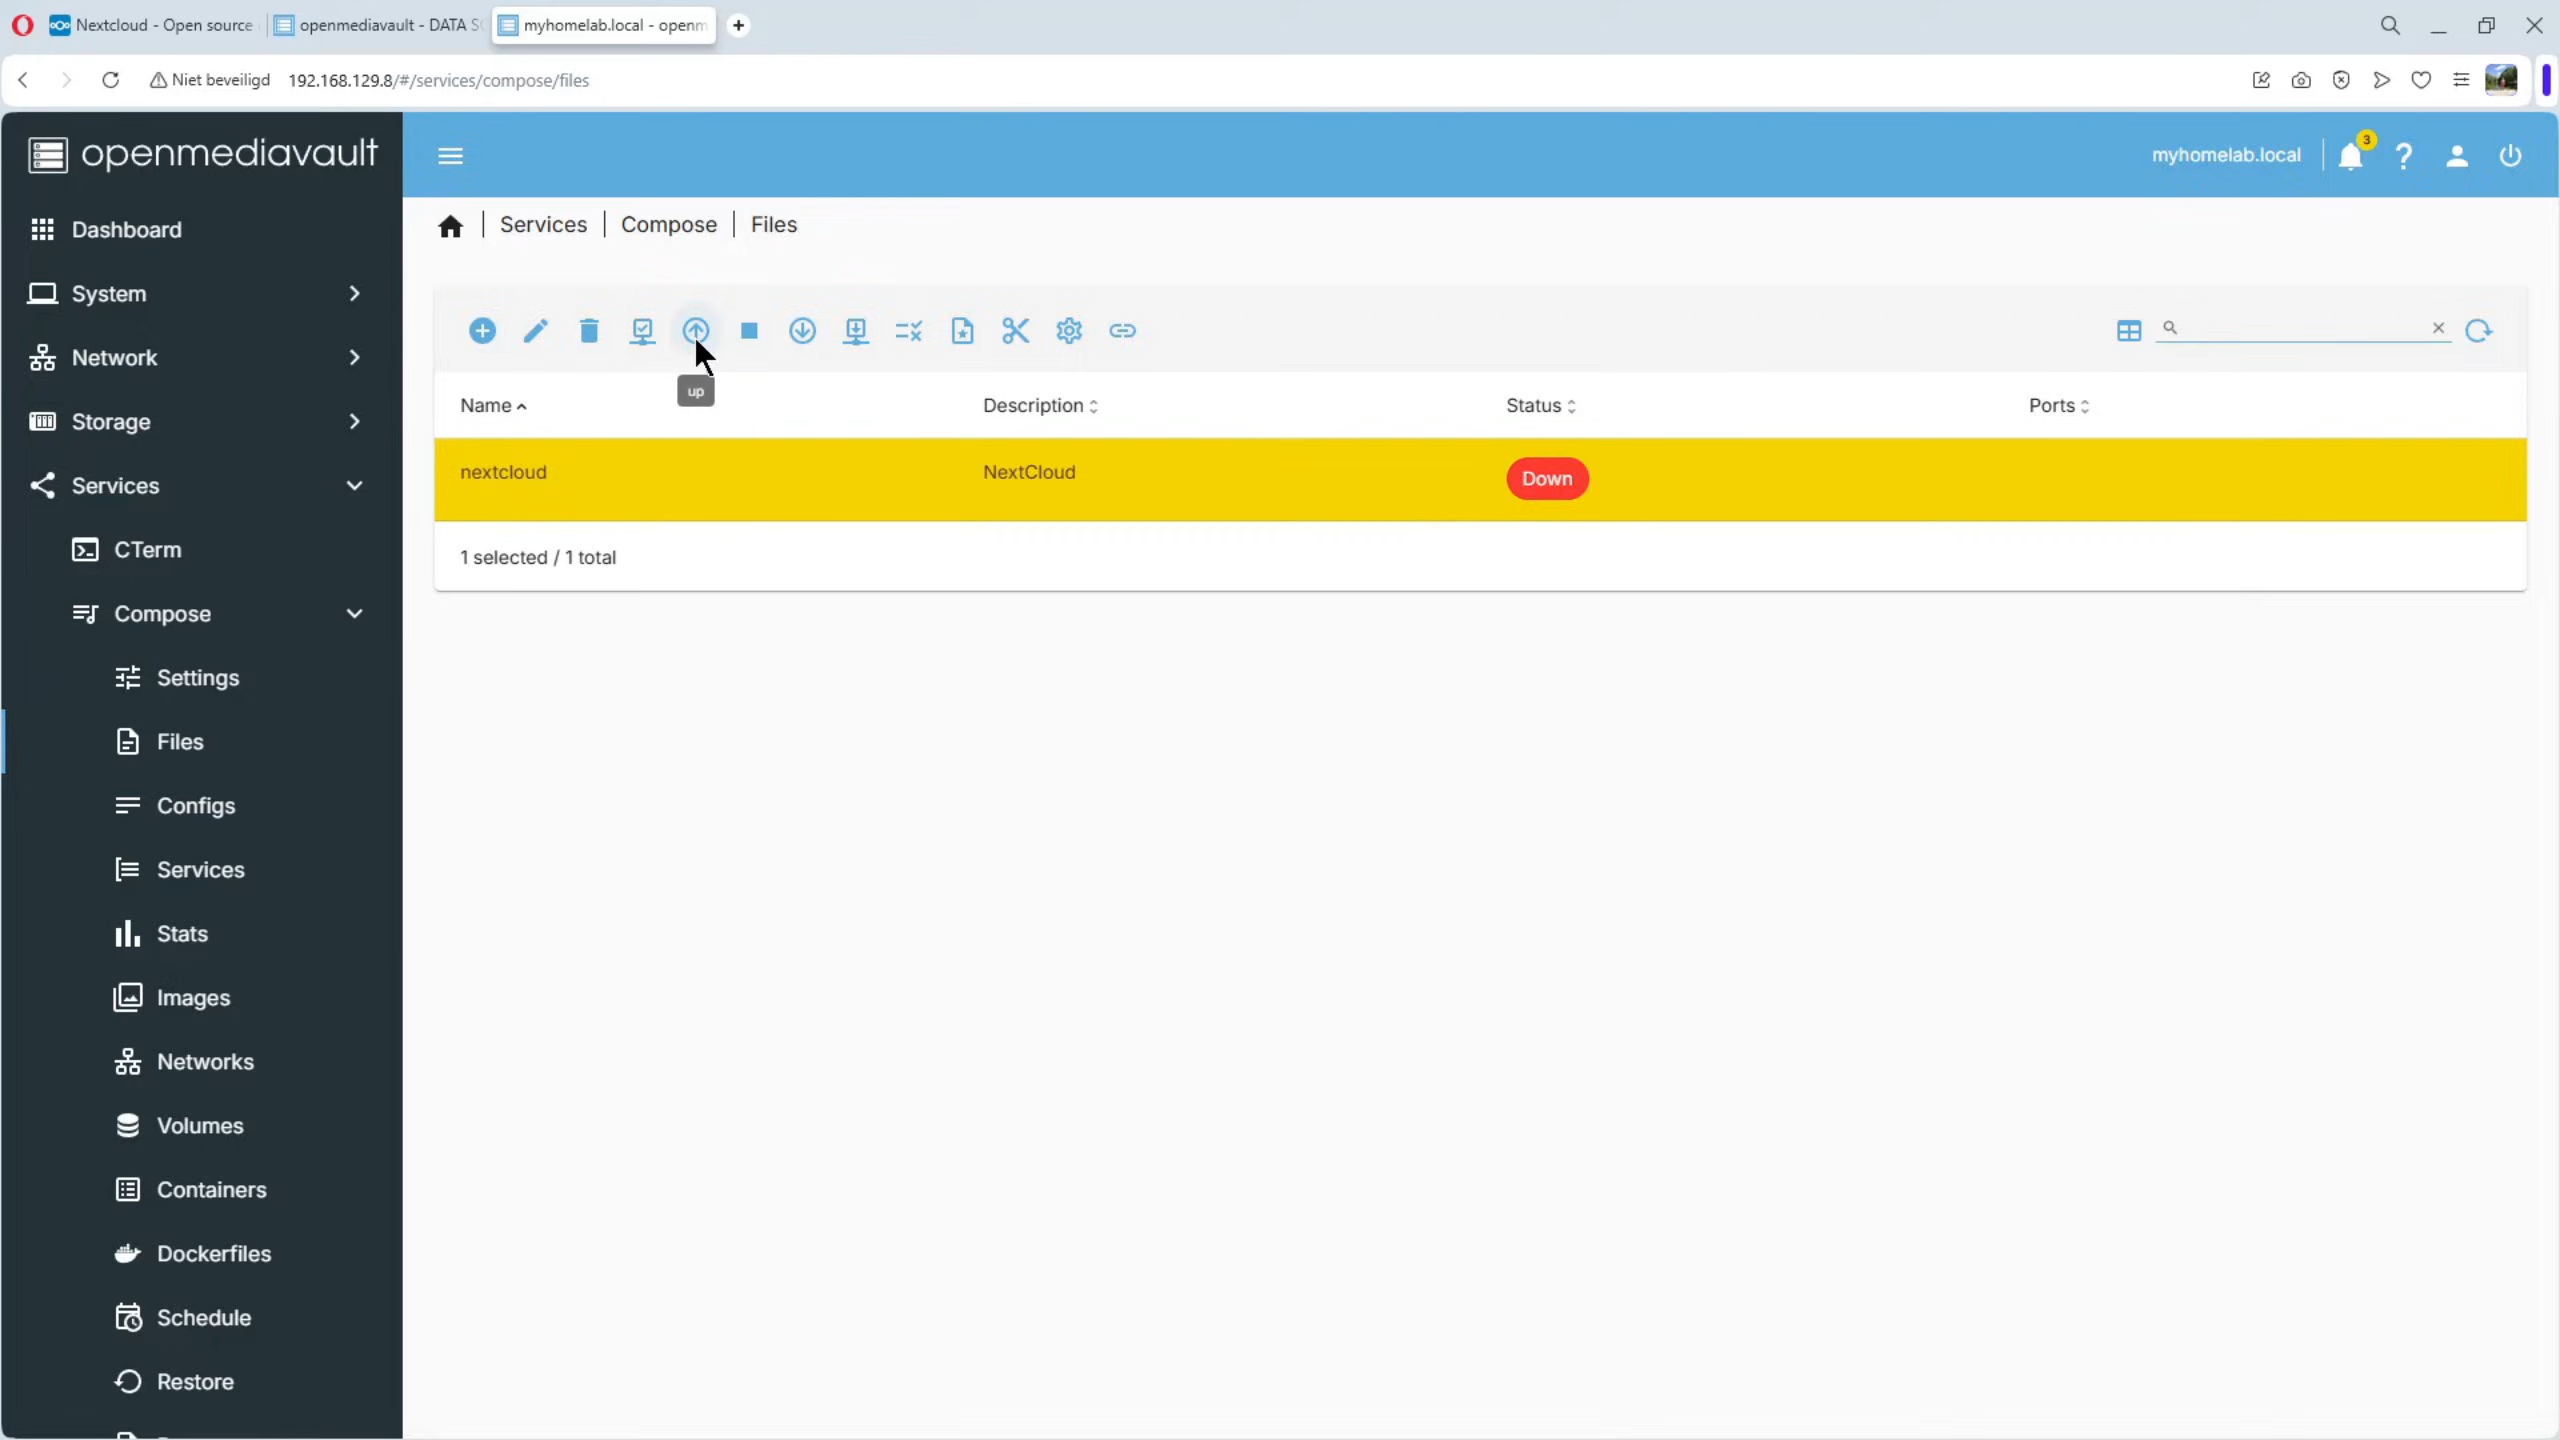 Nextcloud - Open source
openmediavault - DATA S
myhomelab.local - openm
Niet beveiligd
192.168.129.8/#/services/compose/files
openmediavault
myhomelab.local
3
Dashboard
System
Network
Storage
Services
CTerm
Compose
Settings
Files
Configs
Services
Stats
Images
Networks
Volumes
Containers
Dockerfiles
Schedule
Restore
Services | Compose | Files
up
Name Description Status Ports
nextcloud NextCloud Down
1 selected / 1 total